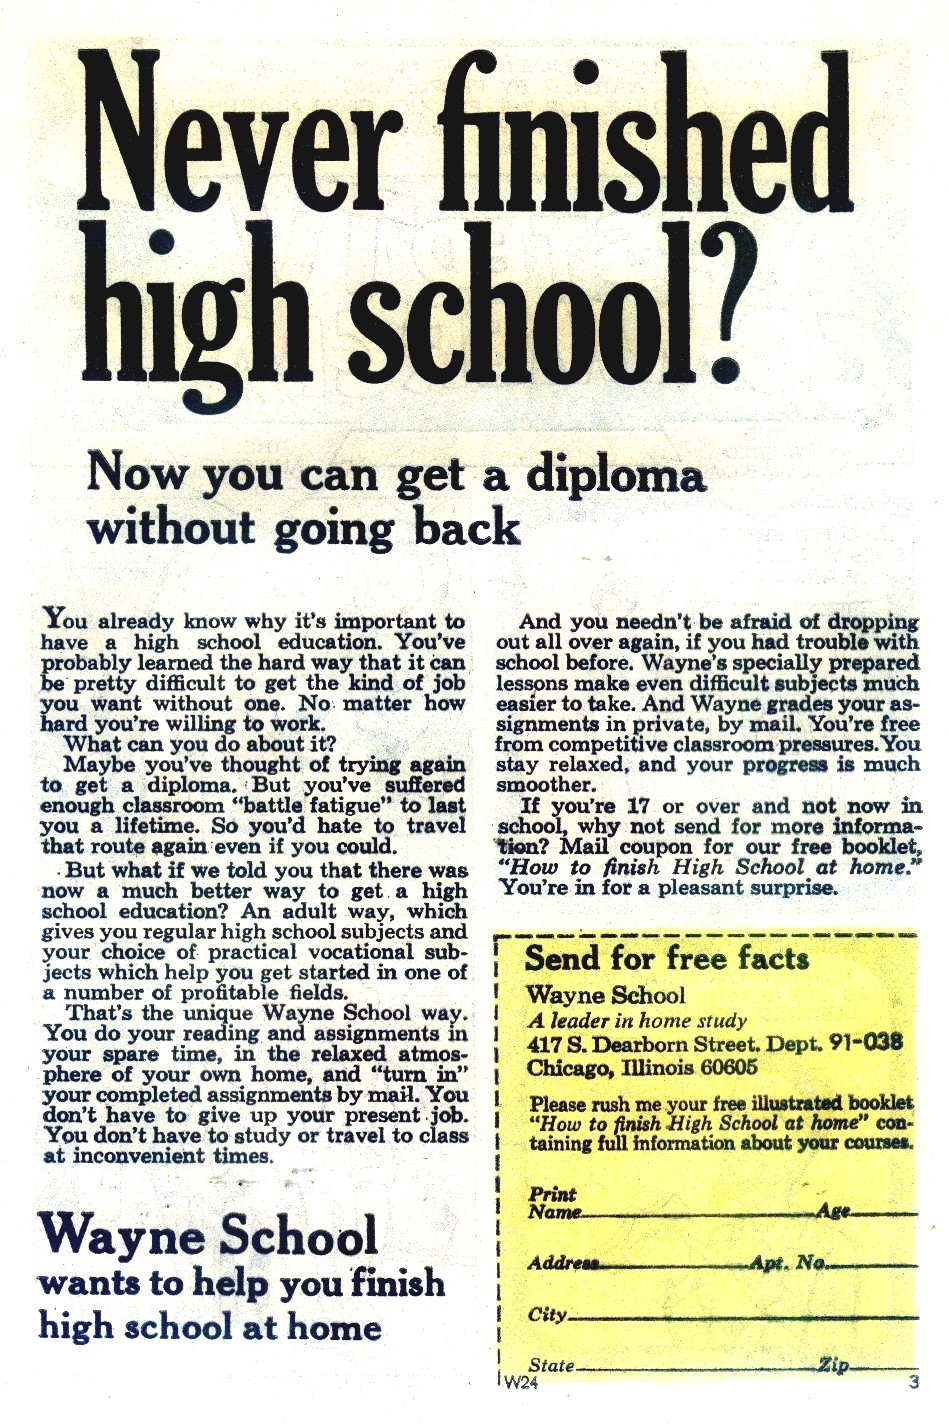 Never finished
high school?
Now you can get a diploma
without going back
You already know why it's important to
have a high school education. You've
probably learned the hard way that it can
be pretty difficult to get the kind of job
you want without one. No matter how
hard you're willing to work.
What can you do about it?
Maybe you've thought of trying again
to get a diploma. But you've suffered
enough classroom "battle fatigue" to last
you a lifetime. So you'd hate to travel
that route again even if you could.
But what if we told you that there was
now a much better way to get a high
school education? An adult way, which
gives you regular high school subjects and
your choice of practical vocational sub-
jects which help you get started in one of
a number of profitable fields.
That's the unique Wayne School way.
You do your reading and assignments in
your spare time, in the relaxed atmos-
phere of your own home, and "turn in"
your completed assignments by mail. You
don't have to give up your present job.
You don't have to study or travel to class
at inconvenient times.
Wayne School
wants to help you finish
high school at home
And you needn't be afraid of dropping
out all over again, if you had trouble with
school before. Wayne's specially prepared
lessons make even difficult subjects much
easier to take. And Wayne grades your as-
signments in private, by mail. You're free
from competitive classroom pressures. You
stay relaxed, and your progress is much
smoother.
If you're 17 or over and not now in
school, why not send for more informa-
tion? Mail coupon for our free booklet,
"How to finish High School at home."
You're in for a pleasant surprise.
Send for free facts
Wayne School
A leader in home study
417 S. Dearborn Street. Dept. 91-038
Chicago, Illinois 60605
Please rush me your free illustrated booklet
"How to finish High School at home" con-
taining full information about your courses.
Print
Name Age
Address Apt. No.
City
State Zip
W24 3